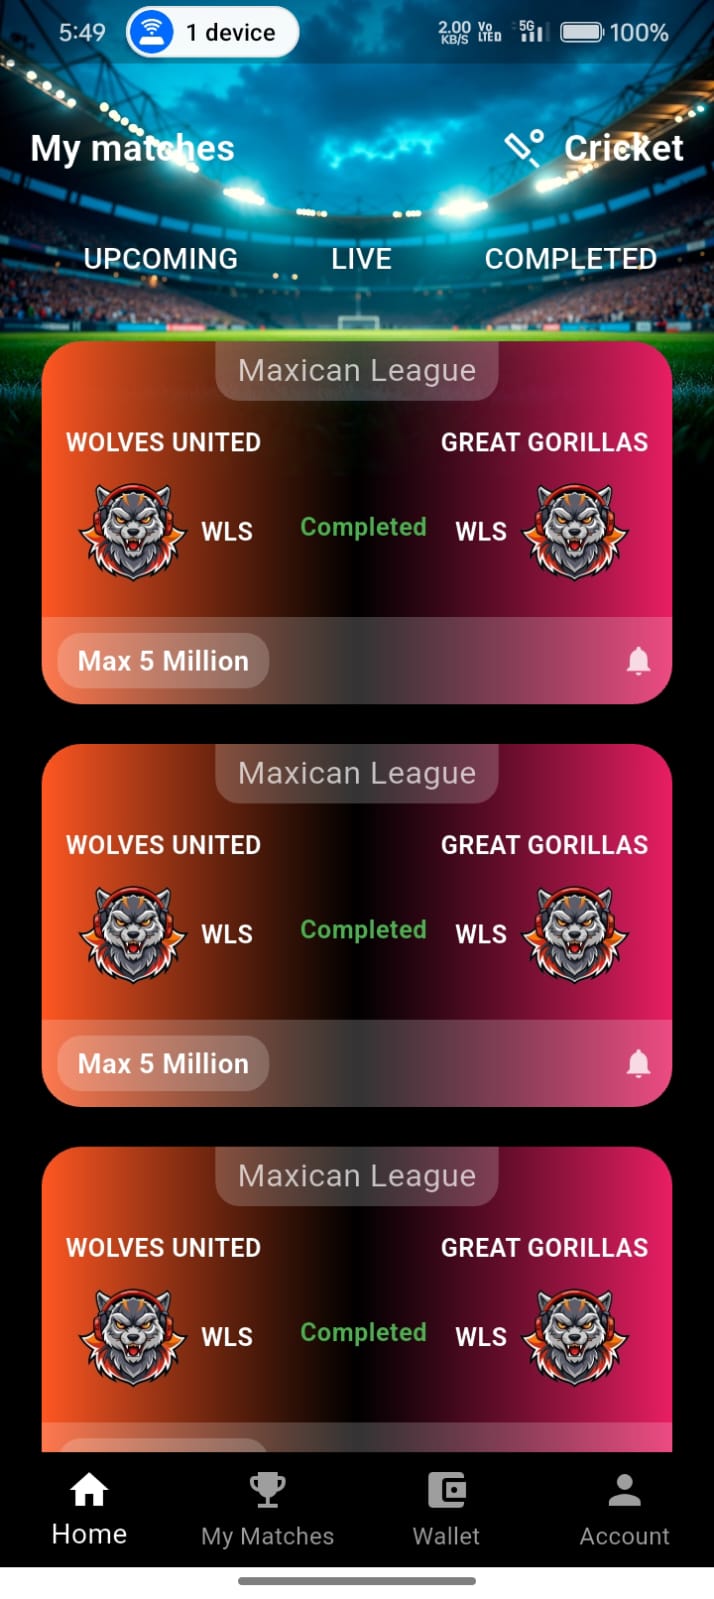 5:49 1 device 2.00 KB/S Vo LTED 5G 100%
My matches Cricket
UPCOMING LIVE COMPLETED
Maxican League
WOLVES UNITED GREAT GORILLAS
WLS Completed WLS
Max 5 Million
Maxican League
WOLVES UNITED GREAT GORILLAS
WLS Completed WLS
Max 5 Million
Maxican League
WOLVES UNITED GREAT GORILLAS
WLS Completed WLS
Home My Matches Wallet Account